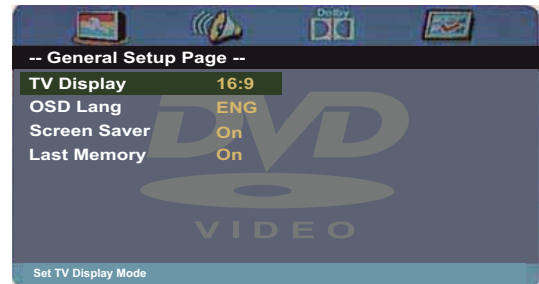 Dolby
-- General Setup Page --
TV Display 16:9
OSD Lang ENG
Screen Saver On
Last Memory On
DVD
VIDEO
Set TV Display Mode